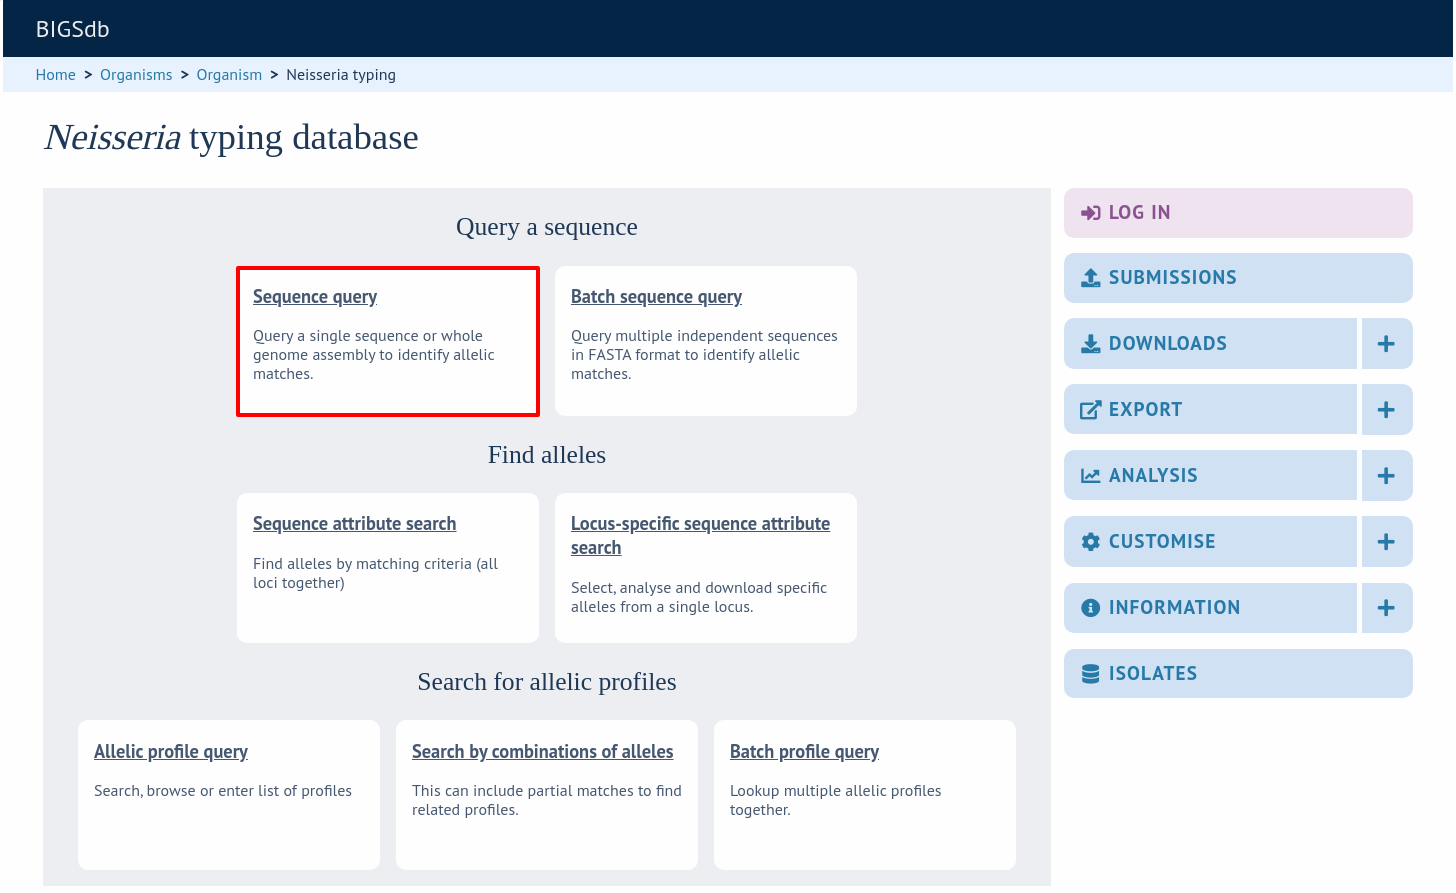 BIGSdb
Home > Organisms > Organism > Neisseria typing
Neisseria typing database
Query a sequence
Sequence query
Query a single sequence or whole
genome assembly to identify allelic
matches.
Batch sequence query
Query multiple independent sequences
in FASTA format to identify allelic
matches.
Find alleles
Sequence attribute search
Find alleles by matching criteria (all
loci together)
Locus-specific sequence attribute
search
Select, analyse and download specific
alleles from a single locus.
Search for allelic profiles
Allelic profile query
Search, browse or enter list of profiles
Search by combinations of alleles
This can include partial matches to find
related profiles.
Batch profile query
Lookup multiple allelic profiles
together.
LOG IN
SUBMISSIONS
DOWNLOADS
EXPORT
ANALYSIS
CUSTOMISE
INFORMATION
ISOLATES